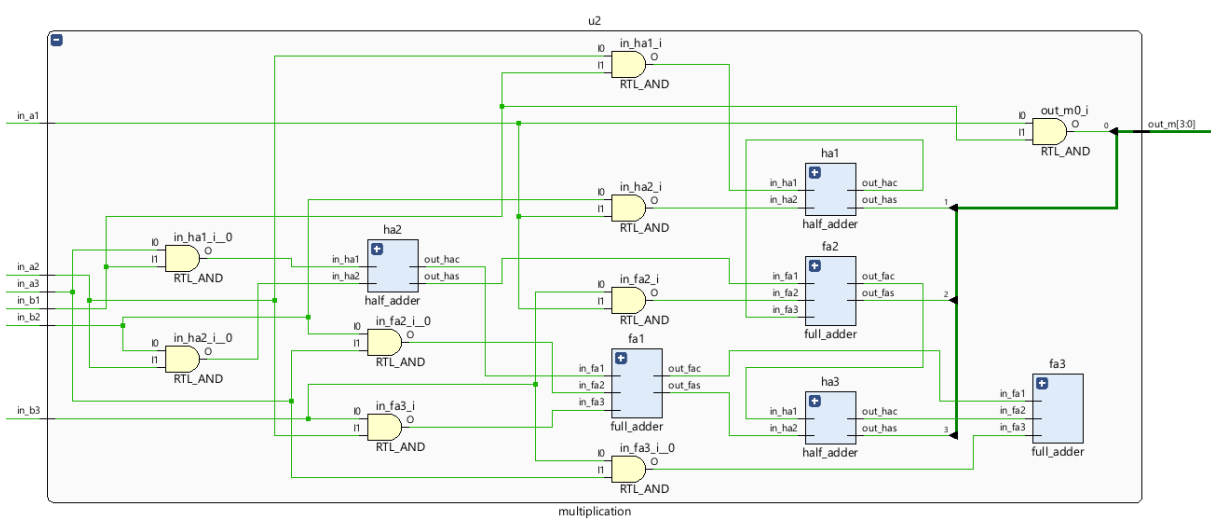 u2
in_ha1_i
I0
I1
O
RTL_AND
in_a1
out_m0_i
I0
I1
O
RTL_AND
0
out_m[3:0]
ha1
in_ha1
in_ha2
out_hac
out_has
half_adder
1
in_ha2_i
I0
I1
O
RTL_AND
in_ha1_i__0
I0
I1
O
RTL_AND
ha2
in_ha1
in_ha2
out_hac
out_has
half_adder
fa2
in_fa1
in_fa2
in_fa3
out_fac
out_fas
full_adder
2
in_a2
in_a3
in_b1
in_b2
in_fa2_i
I0
I1
O
RTL_AND
in_ha2_i__0
I0
I1
O
RTL_AND
in_fa2_i__0
I0
I1
O
RTL_AND
fa1
in_fa1
in_fa2
in_fa3
out_fac
out_fas
full_adder
ha3
in_ha1
in_ha2
out_hac
out_has
half_adder
3
fa3
in_fa1
in_fa2
in_fa3
full_adder
in_b3
in_fa3_i
I0
I1
O
RTL_AND
in_fa3_i__0
I0
I1
O
RTL_AND
multiplication